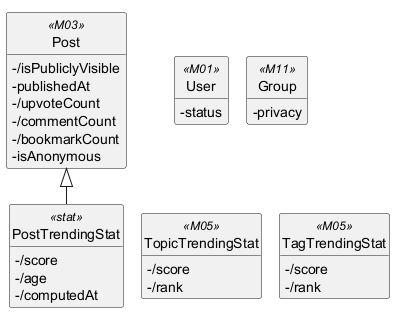 «M03»
Post
-/isPubliclyVisible
-publishedAt
-/upvoteCount
-/commentCount
-/bookmarkCount
-isAnonymous
«M01»
User
-status
«M11»
Group
-privacy
«stat»
PostTrendingStat
-/score
-/age
-/computedAt
«M05»
TopicTrendingStat
-/score
-/rank
«M05»
TagTrendingStat
-/score
-/rank